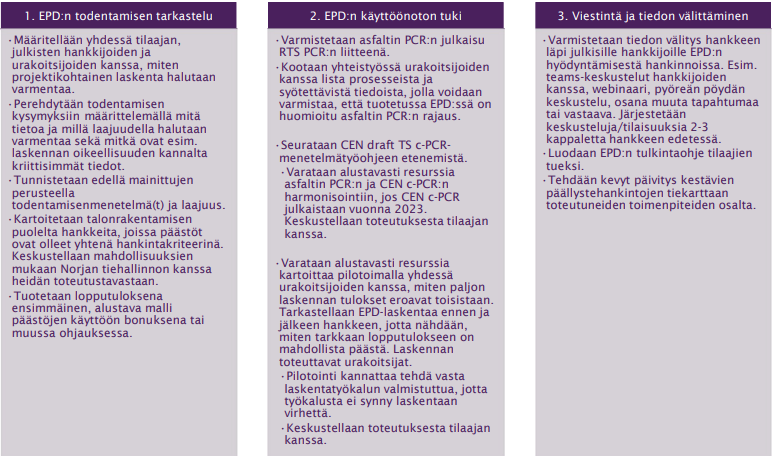 1. EPD:n todentamisen tarkastelu
· Määritellään yhdessä tilaajan,
julkisten hankkijoiden ja
urakoitsijoiden kanssa, miten
projektikohtainen laskenta halutaan
varmentaa.
· Perehdytään todentamisen
kysymyksiin määrittelemällä mitä
tietoa ja millä laajuudella halutaan
varmentaa sekä mitkä ovat esim.
laskennan oikeellisuuden kannalta
kriittisimmät tiedot.
· Tunnistetaan edellä mainittujen
perusteella
todentamisenmenetelmä(t) ja laajuus.
· Kartoitetaan talonrakentamisen
puolelta hankkeita, joissa päästöt
ovat olleet yhtenä hankintakriteerinä.
Keskustellaan mahdollisuuksien
mukaan Norjan tiehallinnon kanssa
heidän toteutustavastaan.
· Tuotetaan lopputuloksena
ensimmäinen, alustava malli
päästöjen käyttöön bonuksena tai
muussa ohjauksessa.
2. EPD:n käyttöönoton tuki
· Varmistetaan asfaltin PCR:n julkaisu
RTS PCR:n liitteenä.
· Kootaan yhteistyössä urakoitsijoiden
kanssa lista prosesseista ja
syötettävistä tiedoista, jolla voidaan
varmistaa, että tuotetussa EPD:ssä on
huomioitu asfaltin PCR:n rajaus.
· Seurataan CEN draft TS c-PCR-
menetelmätyöohjeen etenemistä.
· Varataan alustavasti resurssia
asfaltin PCR:n ja CEN c-PCR:n
harmonisointiin, jos CEN c-PCR
julkaistaan vuonna 2023.
Keskustellaan toteutuksesta tilaajan
kanssa.
· Varataan alustavasti resurssia
kartoittaa pilotoimalla yhdessä
urakoitsijoiden kanssa, miten paljon
laskennan tulokset eroavat toisistaan.
Tarkastellaan EPD-laskentaa ennen ja
jälkeen hankkeen, jotta nähdään,
miten tarkkaan lopputulokseen on
mahdollista päästä. Laskennan
toteuttavat urakoitsijat.
· Pilotointi kannattaa tehdä vasta
laskentatyökalun valmistuttua, jotta
työkalusta ei synny laskentaan
virhettä.
· Keskustellaan toteutuksesta tilaajan
kanssa.
3. Viestintä ja tiedon välittäminen
· Varmistetaan tiedon välitys hankkeen
läpi julkisille hankkijoille EPD:n
hyödyntämisestä hankinnoissa. Esim.
teams-keskustelut hankkijoiden
kanssa, webinaari, pyöreän pöydän
keskustelu, osana muuta tapahtumaa
tai vastaava. Järjestetään
keskusteluja/tilaisuuksia 2-3
kappaletta hankkeen edetessä.
· Luodaan EPD:n tulkintaohje tilaajien
tueksi.
· Tehdään kevyt päivitys kestävien
päällystehankintojen tiekarttaan
toteutuneiden toimenpiteiden osalta.